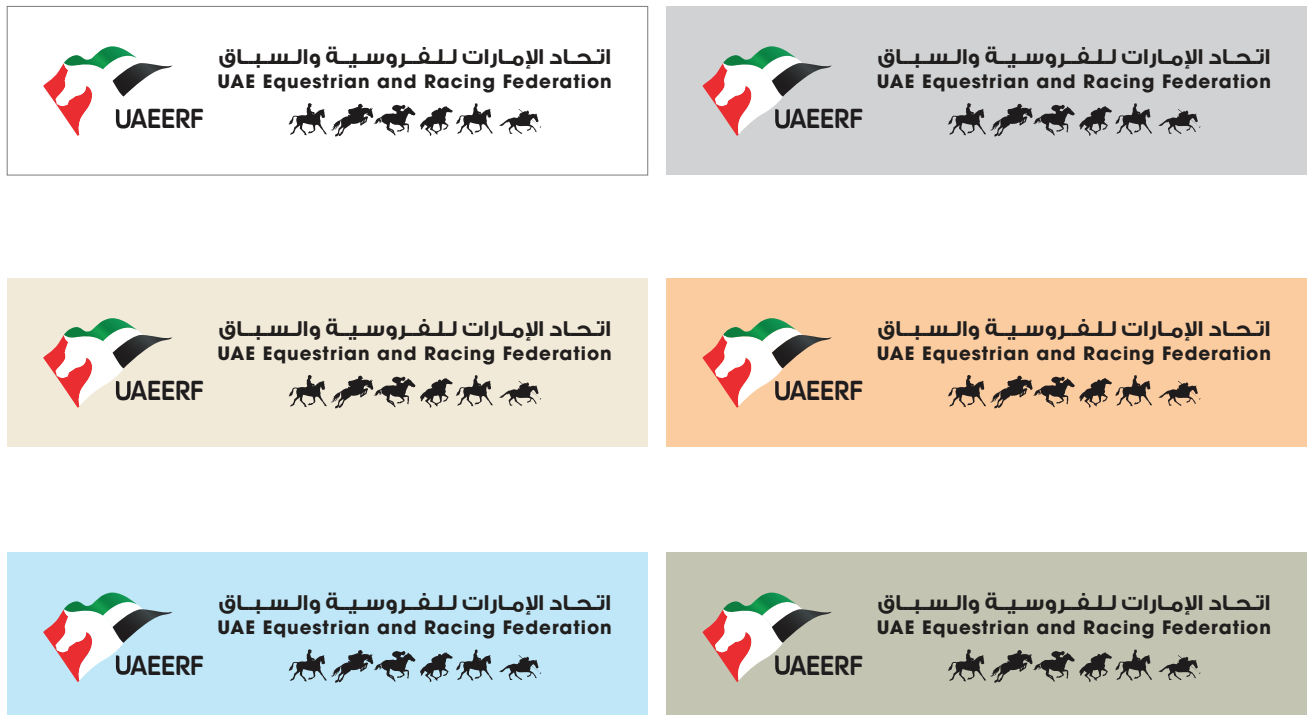 اتحاد الإمارات للفروسية والسباق
UAE Equestrian and Racing Federation
UAEERF
اتحاد الإمارات للفروسية والسباق
UAE Equestrian and Racing Federation
UAEERF
اتحاد الإمارات للفروسية والسباق
UAE Equestrian and Racing Federation
UAEERF
اتحاد الإمارات للفروسية والسباق
UAE Equestrian and Racing Federation
UAEERF
اتحاد الإمارات للفروسية والسباق
UAE Equestrian and Racing Federation
UAEERF
اتحاد الإمارات للفروسية والسباق
UAE Equestrian and Racing Federation
UAEERF